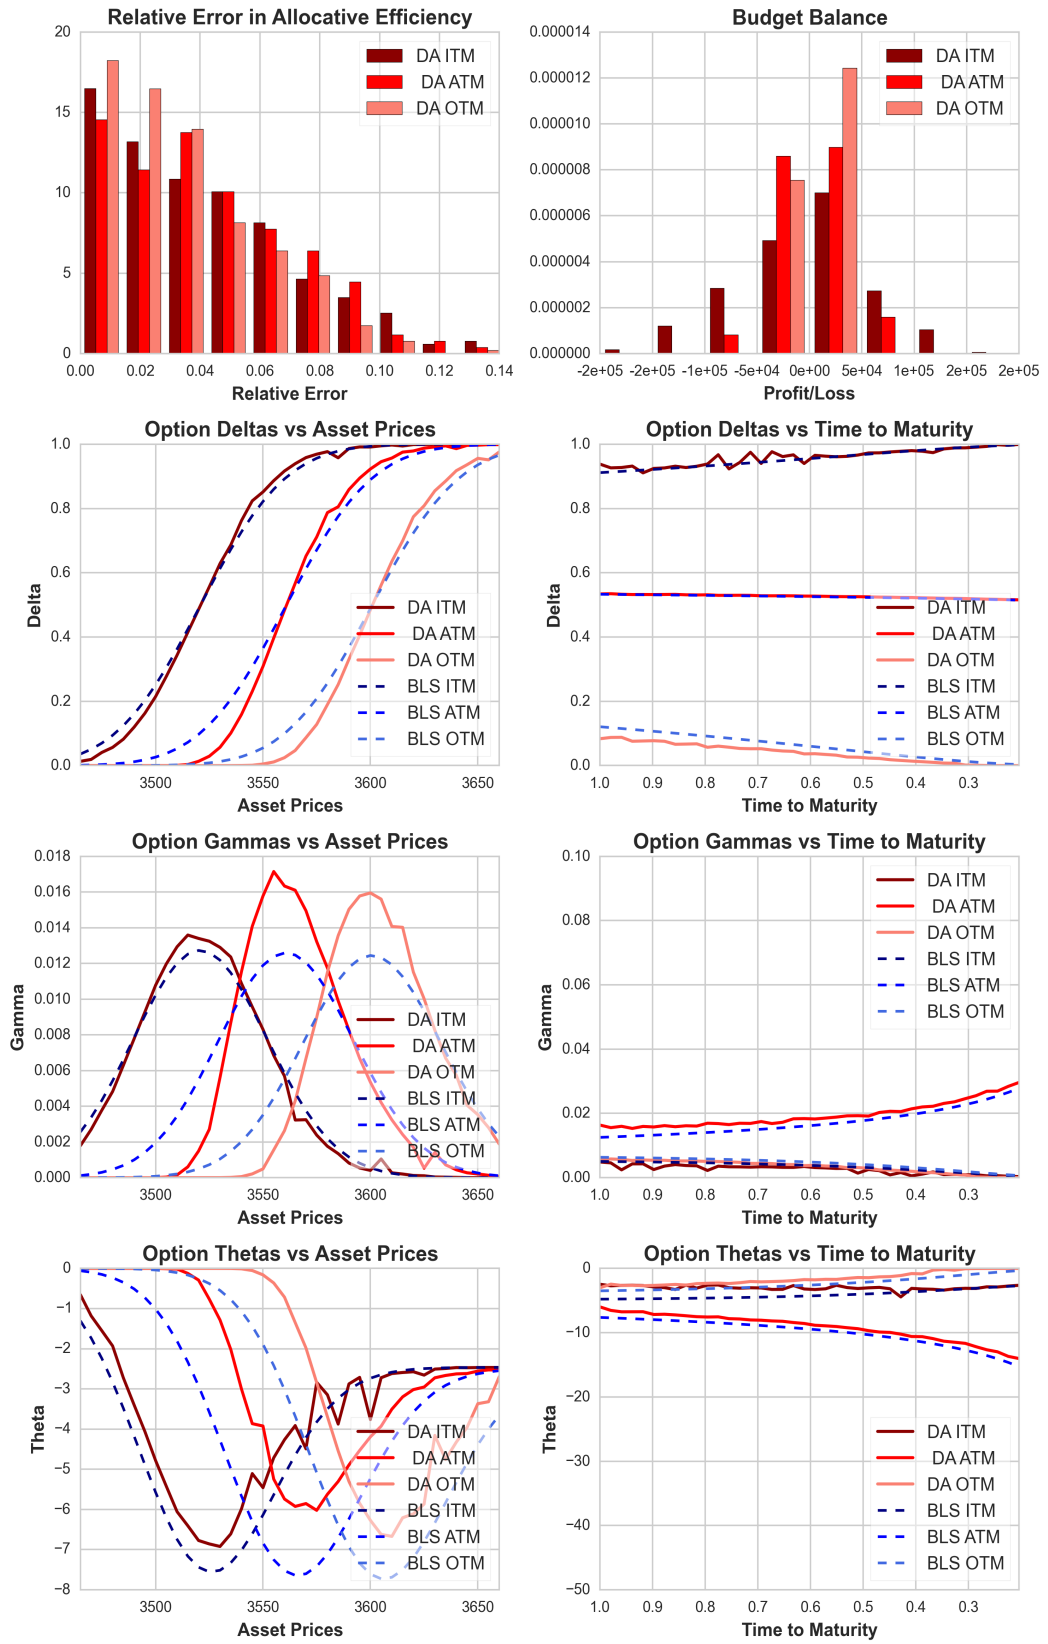 Relative Error in Allocative Efficiency
20
15
10
5
0
0.00 0.02 0.04 0.06 0.08 0.10 0.12 0.14
Relative Error
DA ITM
DA ATM
DA OTM
Budget Balance
0.000014
0.000012
0.000010
0.000008
0.000006
0.000004
0.000002
0.000000
-2e+05 -2e+05 -1e+05 -5e+04 0e+00 5e+04 1e+05 2e+05 2e+05
Profit/Loss
DA ITM
DA ATM
DA OTM
Option Deltas vs Asset Prices
1.0
0.8
0.6
0.4
0.2
0.0
Delta
3500 3550 3600 3650
Asset Prices
DA ITM
DA ATM
DA OTM
BLS ITM
BLS ATM
BLS OTM
Option Deltas vs Time to Maturity
1.0
0.8
0.6
0.4
0.2
0.0
Delta
1.0 0.9 0.8 0.7 0.6 0.5 0.4 0.3
Time to Maturity
DA ITM
DA ATM
DA OTM
BLS ITM
BLS ATM
BLS OTM
Option Gammas vs Asset Prices
0.018
0.016
0.014
0.012
0.010
0.008
0.006
0.004
0.002
0.000
Gamma
3500 3550 3600 3650
Asset Prices
DA ITM
DA ATM
DA OTM
BLS ITM
BLS ATM
BLS OTM
Option Gammas vs Time to Maturity
0.10
0.08
0.06
0.04
0.02
0.00
Gamma
1.0 0.9 0.8 0.7 0.6 0.5 0.4 0.3
Time to Maturity
DA ITM
DA ATM
DA OTM
BLS ITM
BLS ATM
BLS OTM
Option Thetas vs Asset Prices
0
−1
−2
−3
−4
−5
−6
−7
−8
Theta
3500 3550 3600 3650
Asset Prices
DA ITM
DA ATM
DA OTM
BLS ITM
BLS ATM
BLS OTM
Option Thetas vs Time to Maturity
0
−10
−20
−30
−40
−50
Theta
1.0 0.9 0.8 0.7 0.6 0.5 0.4 0.3
Time to Maturity
DA ITM
DA ATM
DA OTM
BLS ITM
BLS ATM
BLS OTM